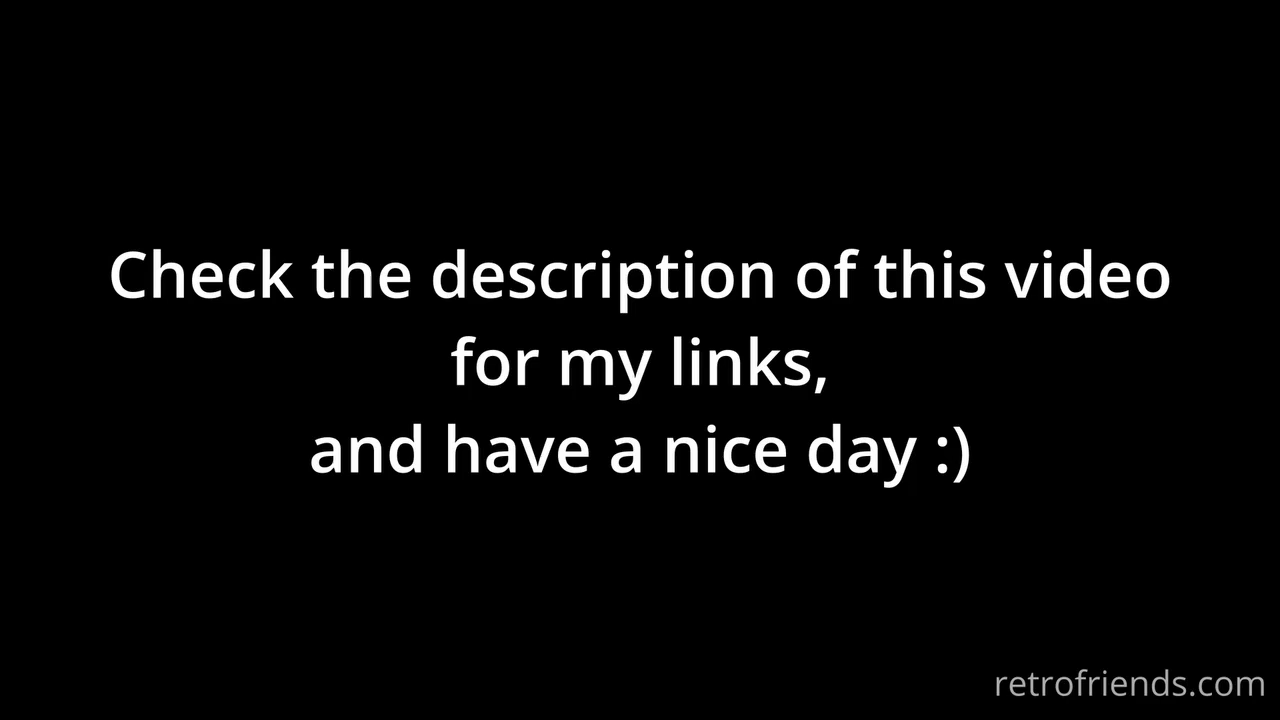 Check the description of this video
for my links,
and have a nice day :)
retrofriends.com